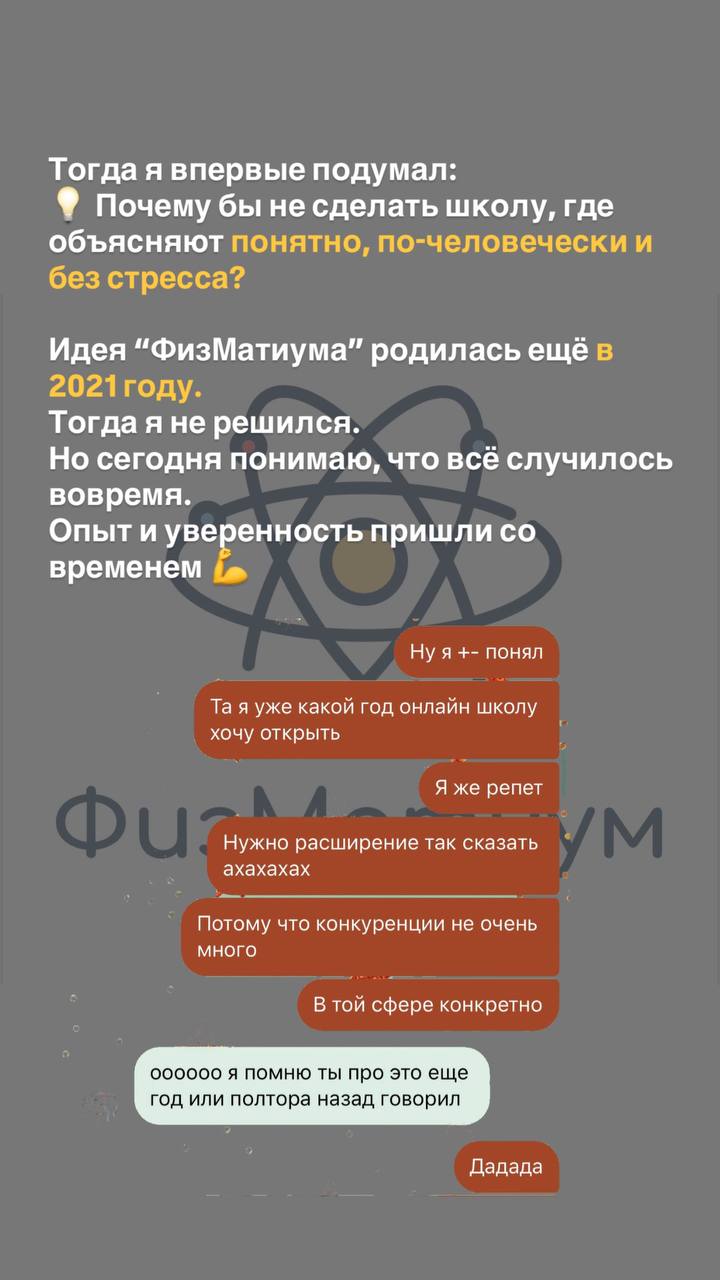 Тогда я впервые подумал:
💡 Почему бы не сделать школу, где
объясняют понятно, по-человечески и
без стресса?
Идея “ФизМатиума” родилась ещё в
2021 году.
Тогда я не решился.
Но сегодня понимаю, что всё случилось
вовремя.
Опыт и уверенность пришли со
временем 💪
Ну я +- понял
Та я уже какой год онлайн школу
хочу открыть
Я же репет
ФизМатиум
Нужно расширение так сказать
ахахахах
Потому что конкуренции не очень
много
В той сфере конкретно
оооооо я помню ты про это еще
год или полтора назад говорил
Дадада